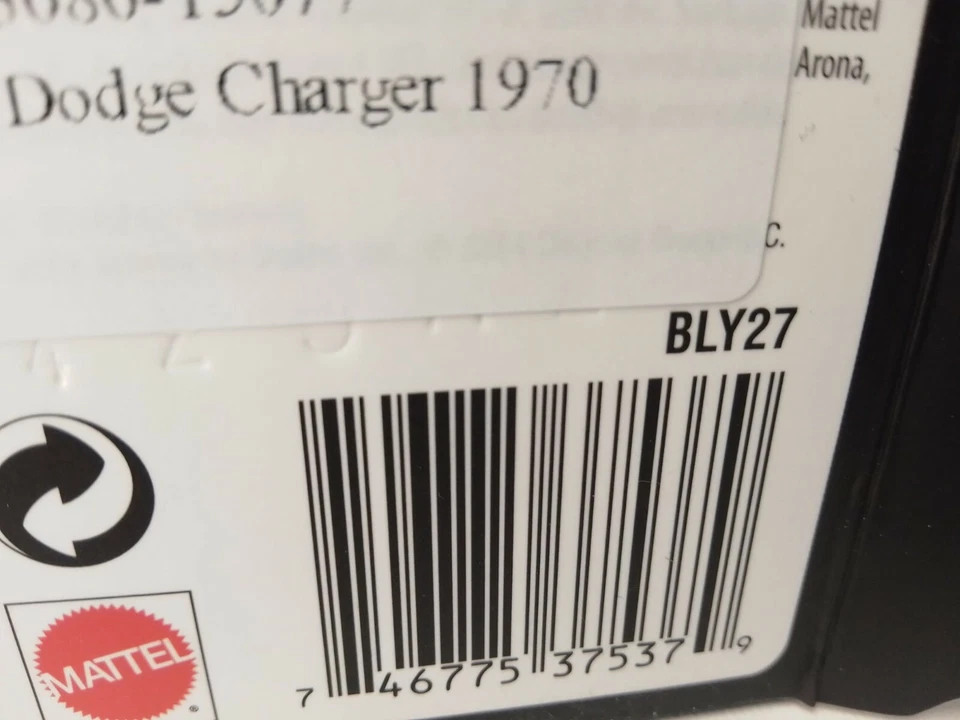 Mattel
Dodge Charger 1970
Arona,
C.
BLY27
7 46775 37537 9
MATTEL